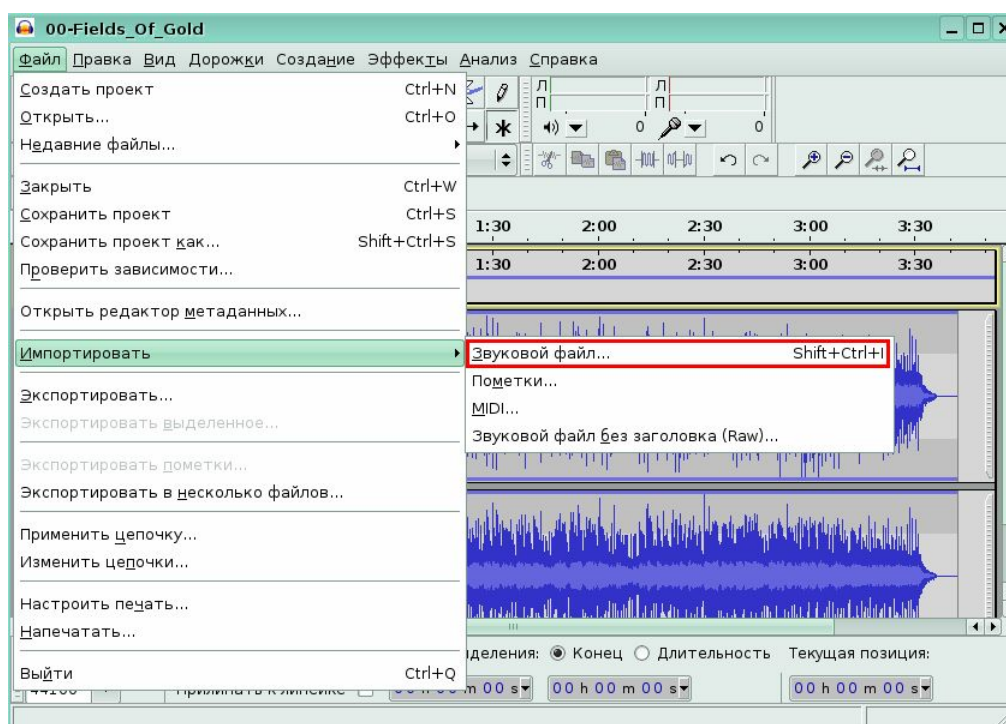 00-Fields_Of_Gold
Файл Правка Вид Дорожки Создание Эффекты Анализ Справка
Создать проект Ctrl+N
Открыть... Ctrl+O
Недавние файлы...
Закрыть Ctrl+W
Сохранить проект Ctrl+S
Сохранить проект как... Shift+Ctrl+S
Проверить зависимости...
Открыть редактор метаданных...
Импортировать
Экспортировать...
Экспортировать выделенное...
Экспортировать пометки...
Экспортировать в несколько файлов...
Применить цепочку...
Изменить цепочки...
Настроить печать...
Напечатать...
Выйти Ctrl+Q
Л Л
П П
0 0
1:30 2:00 2:30 3:00 3:30
1:30 2:00 2:30 3:00 3:30
Звуковой файл... Shift+Ctrl+I
Пометки...
MIDI...
Звуковой файл без заголовка (Raw)...
Конец Длительность Текущая позиция:
m 00 s 00 h 00 m 00 s 00 h 00 m 00 s